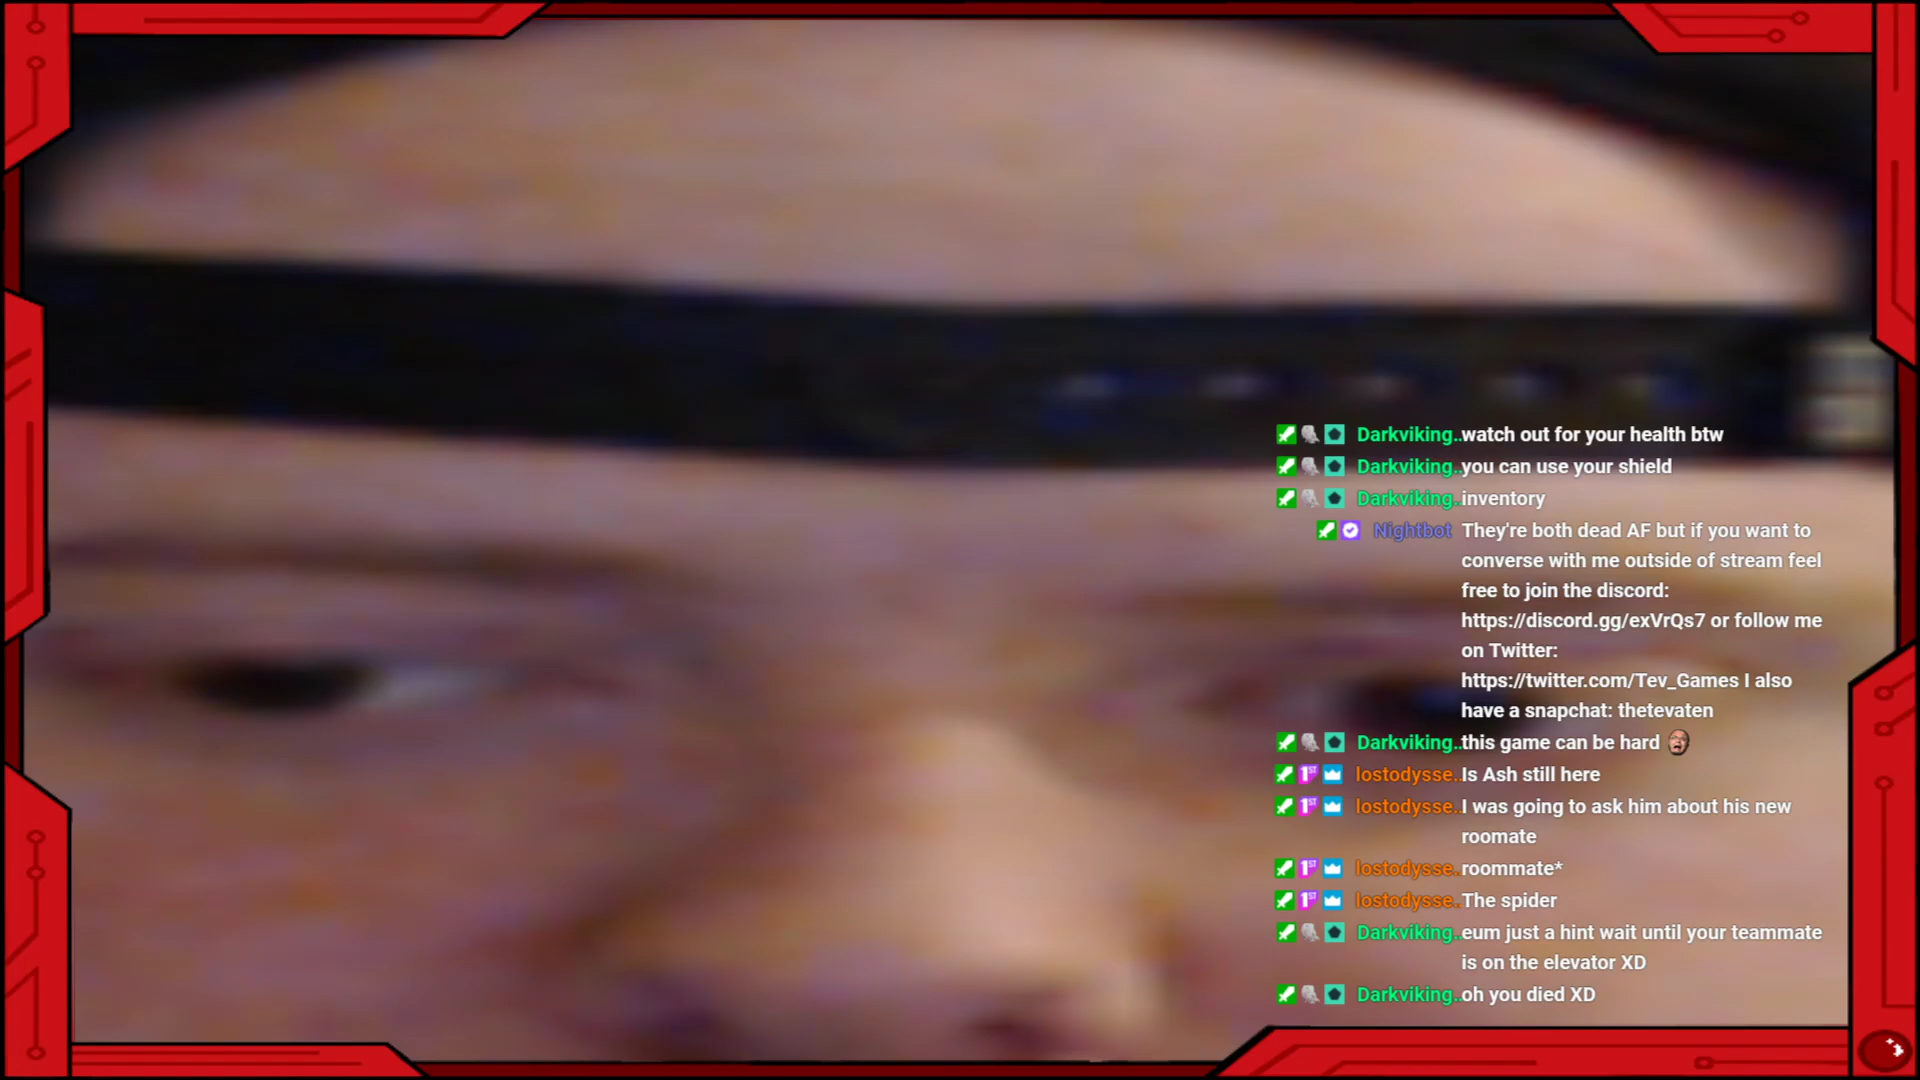 Darkviking..watch out for your health btw
Darkviking..you can use your shield
Darkviking..inventory
Nightbot They're both dead AF but if you want to
converse with me outside of stream feel
free to join the discord:
https://discord.gg/exVrQs7 or follow me
on Twitter:
https://twitter.com/Tev_Games I also
have a snapchat: thetevaten
Darkviking..this game can be hard
1ST lostodysse..Is Ash still here
1ST lostodysse..I was going to ask him about his new
roomate
1ST lostodysse..roommate*
1ST lostodysse..The spider
Darkviking..eum just a hint wait until your teammate
is on the elevator XD
Darkviking..oh you died XD